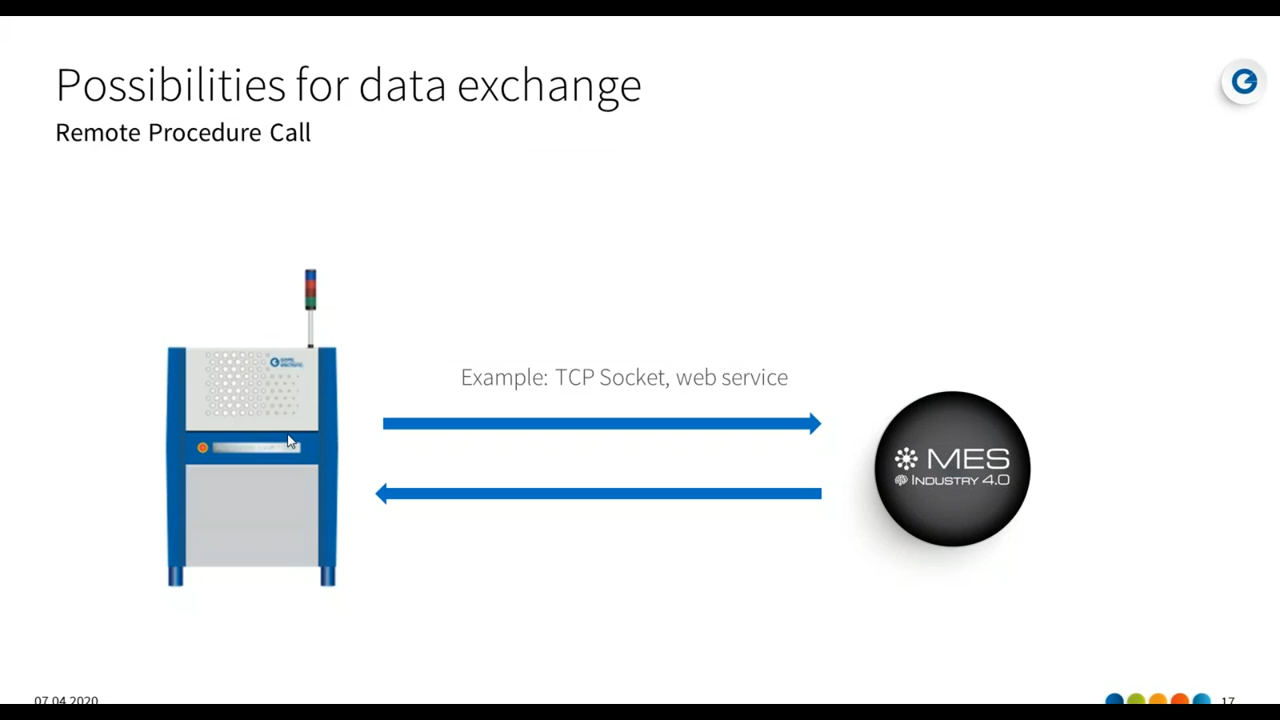 Possibilities for data exchange
Remote Procedure Call
Example: TCP Socket, web service
MES
INDUSTRY 4.0
07.04.2020
17